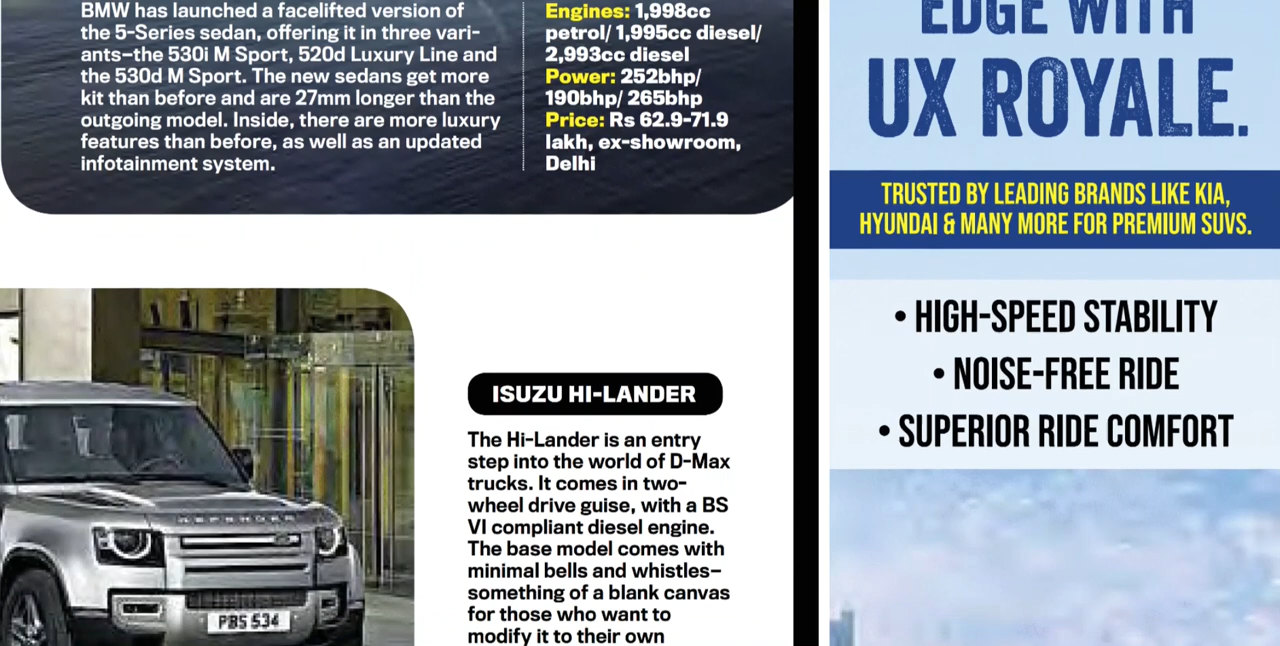 BMW has launched a facelifted version of
the 5-Series sedan, offering it in three vari-
ants–the 530i M Sport, 520d Luxury Line and
the 530d M Sport. The new sedans get more
kit than before and are 27mm longer than the
outgoing model. Inside, there are more luxury
features than before, as well as an updated
infotainment system.
Engines: 1,998cc
petrol/ 1,995cc diesel/
2,993cc diesel
Power: 252bhp/
190bhp/ 265bhp
Price: Rs 62.9-71.9
lakh, ex-showroom,
Delhi
DEFENDER
PBS 534
ISUZU HI-LANDER
The Hi-Lander is an entry
step into the world of D-Max
trucks. It comes in two-
wheel drive guise, with a BS
VI compliant diesel engine.
The base model comes with
minimal bells and whistles–
something of a blank canvas
for those who want to
modify it to their own
EDGE WITH
UX ROYALE.
TRUSTED BY LEADING BRANDS LIKE KIA,
HYUNDAI & MANY MORE FOR PREMIUM SUVS.
• HIGH-SPEED STABILITY
• NOISE-FREE RIDE
• SUPERIOR RIDE COMFORT